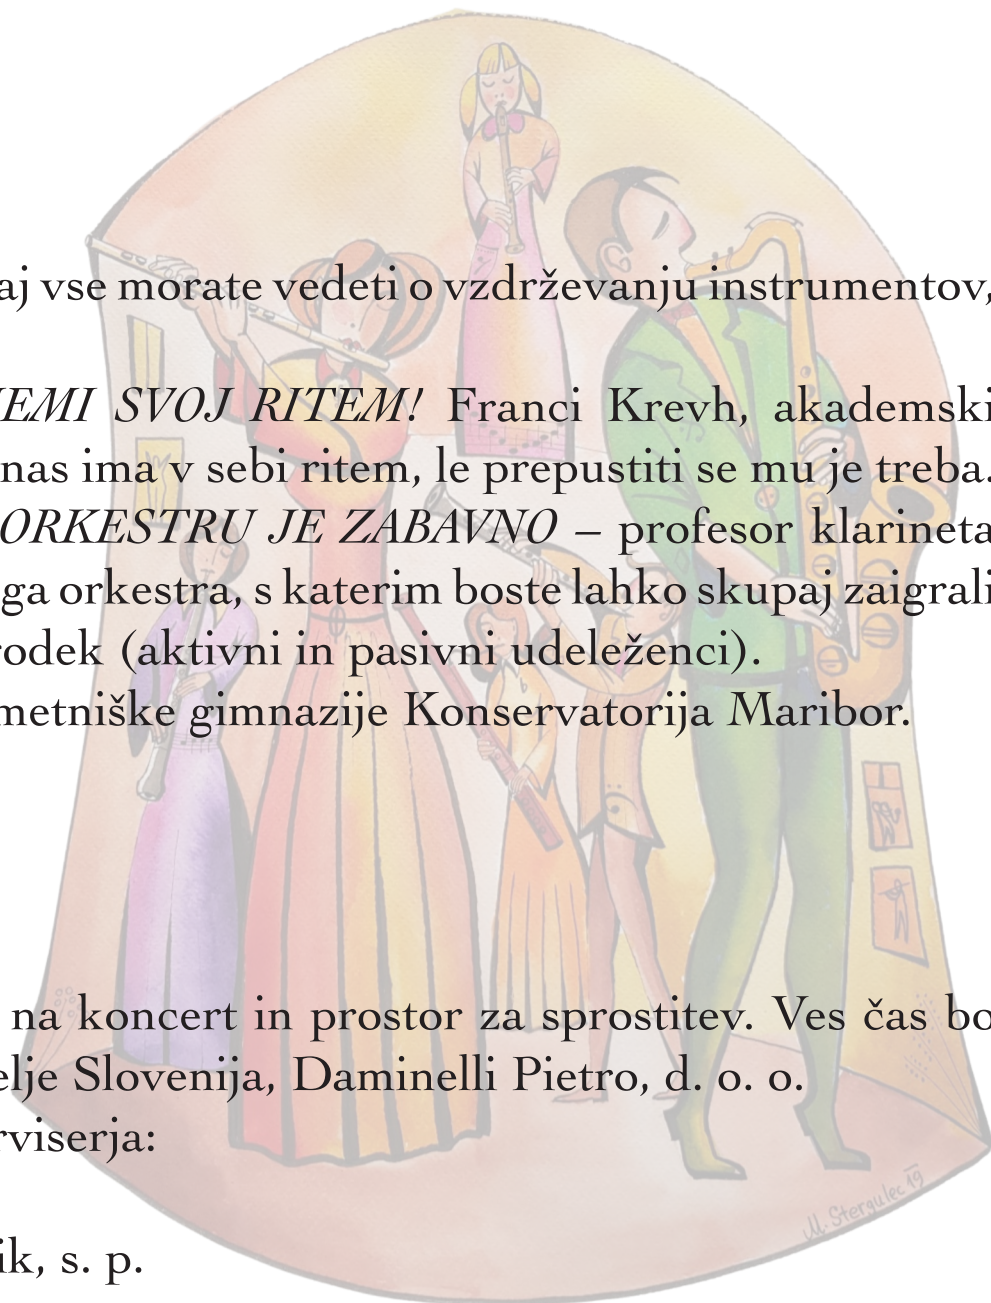 aj vse morate vedeti o vzdrževanju instrumentov,
JEMI SVOJ RITEM! Franci Krevh, akademski
nas ima v sebi ritem, le prepustiti se mu je treba.
ORKESTRU JE ZABAVNO – profesor klarineta
ga orkestra, s katerim boste lahko skupaj zaigrali
rodek (aktivni in pasivni udeleženci).
metniške gimnazije Konservatorija Maribor.
na koncert in prostor za sprostitev. Ves čas bo
elje Slovenija, Daminelli Pietro, d. o. o.
rviserja:
M. Stergulec 19
ik, s. p.